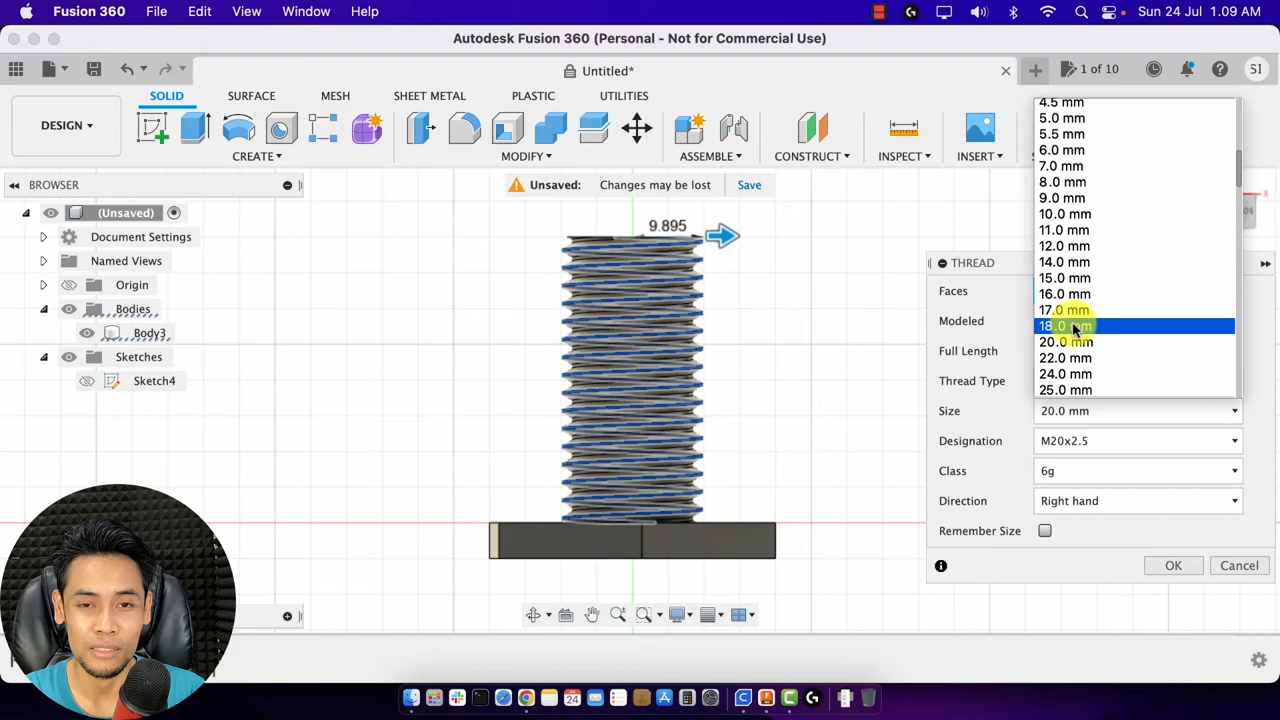 Fusion 360 File Edit View Window Help Sun 24 Jul 1.09 AM
Autodesk Fusion 360 (Personal - Not for Commercial Use)
Untitled*
1 of 10
SI
DESIGN
SOLID SURFACE MESH SHEET METAL PLASTIC UTILITIES
CREATE MODIFY ASSEMBLE CONSTRUCT INSPECT INSERT
BROWSER
Unsaved: Changes may be lost Save
(Unsaved)
Document Settings
Named Views
Origin
Bodies
Body3
Sketches
Sketch4
9.895
4.5 mm
5.0 mm
5.5 mm
6.0 mm
7.0 mm
8.0 mm
9.0 mm
10.0 mm
11.0 mm
12.0 mm
14.0 mm
15.0 mm
16.0 mm
17.0 mm
18.0 mm
20.0 mm
22.0 mm
24.0 mm
25.0 mm
THREAD
Faces
Modeled
Full Length
Thread Type
Size 20.0 mm
Designation M20x2.5
Class 6g
Direction Right hand
Remember Size
OK Cancel
24